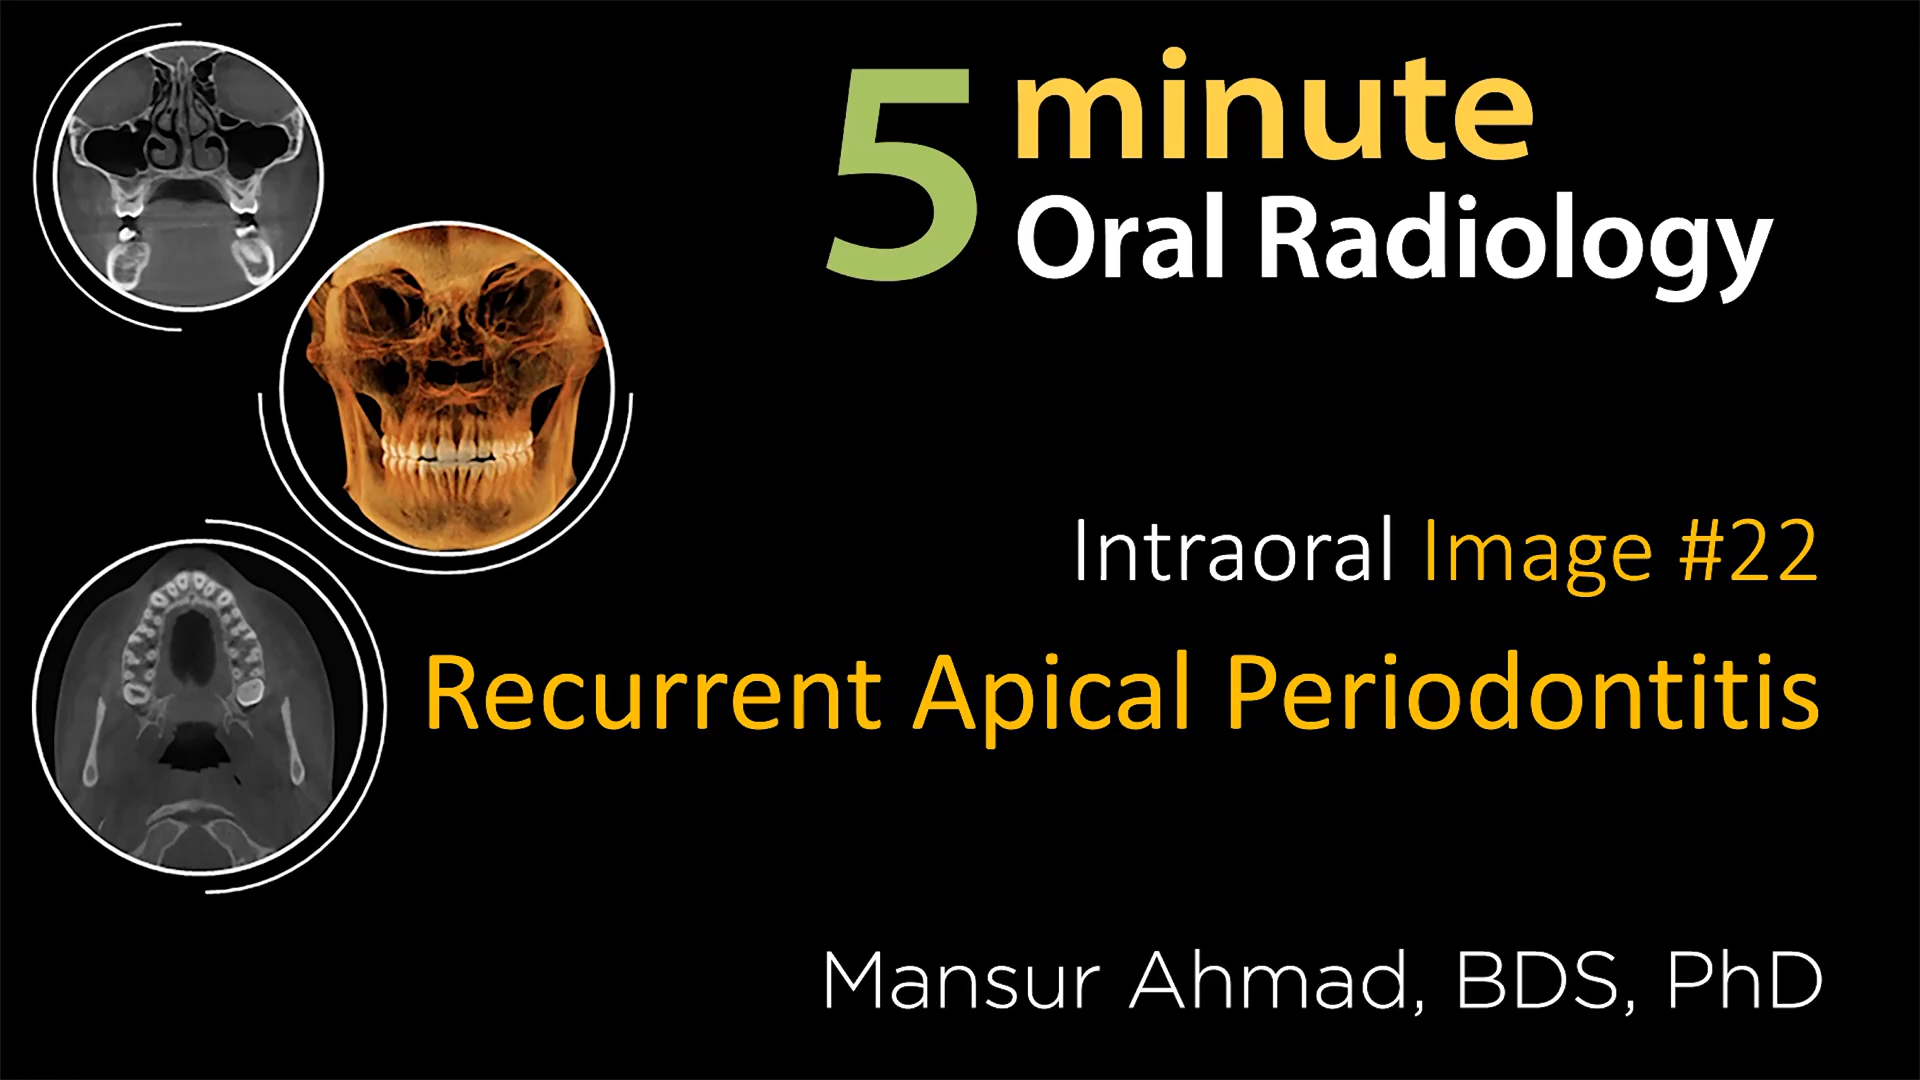 5 minute
Oral Radiology
Intraoral Image #22
Recurrent Apical Periodontitis
Mansur Ahmad, BDS, PhD